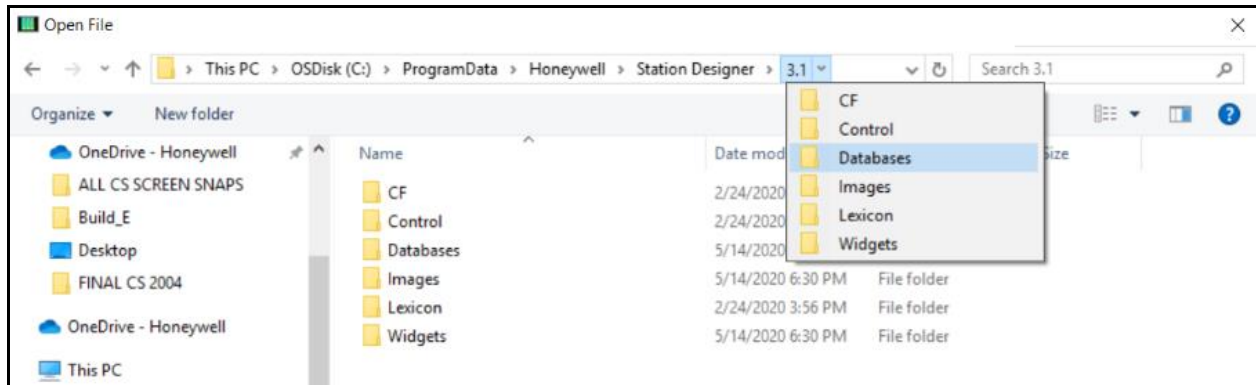 Open File
This PC > OSDisk (C:) > ProgramData > Honeywell > Station Designer > 3.1
Search 3.1
Organize
New folder
OneDrive - Honeywell
ALL CS SCREEN SNAPS
Build_E
Desktop
FINAL CS 2004
OneDrive - Honeywell
This PC
Name
Date mod
Size
CF
2/24/2020
Control
2/24/2020
Databases
5/14/2020
Images
5/14/2020 6:30 PM
File folder
Lexicon
2/24/2020 3:56 PM
File folder
Widgets
5/14/2020 6:30 PM
File folder
CF
Control
Databases
Images
Lexicon
Widgets